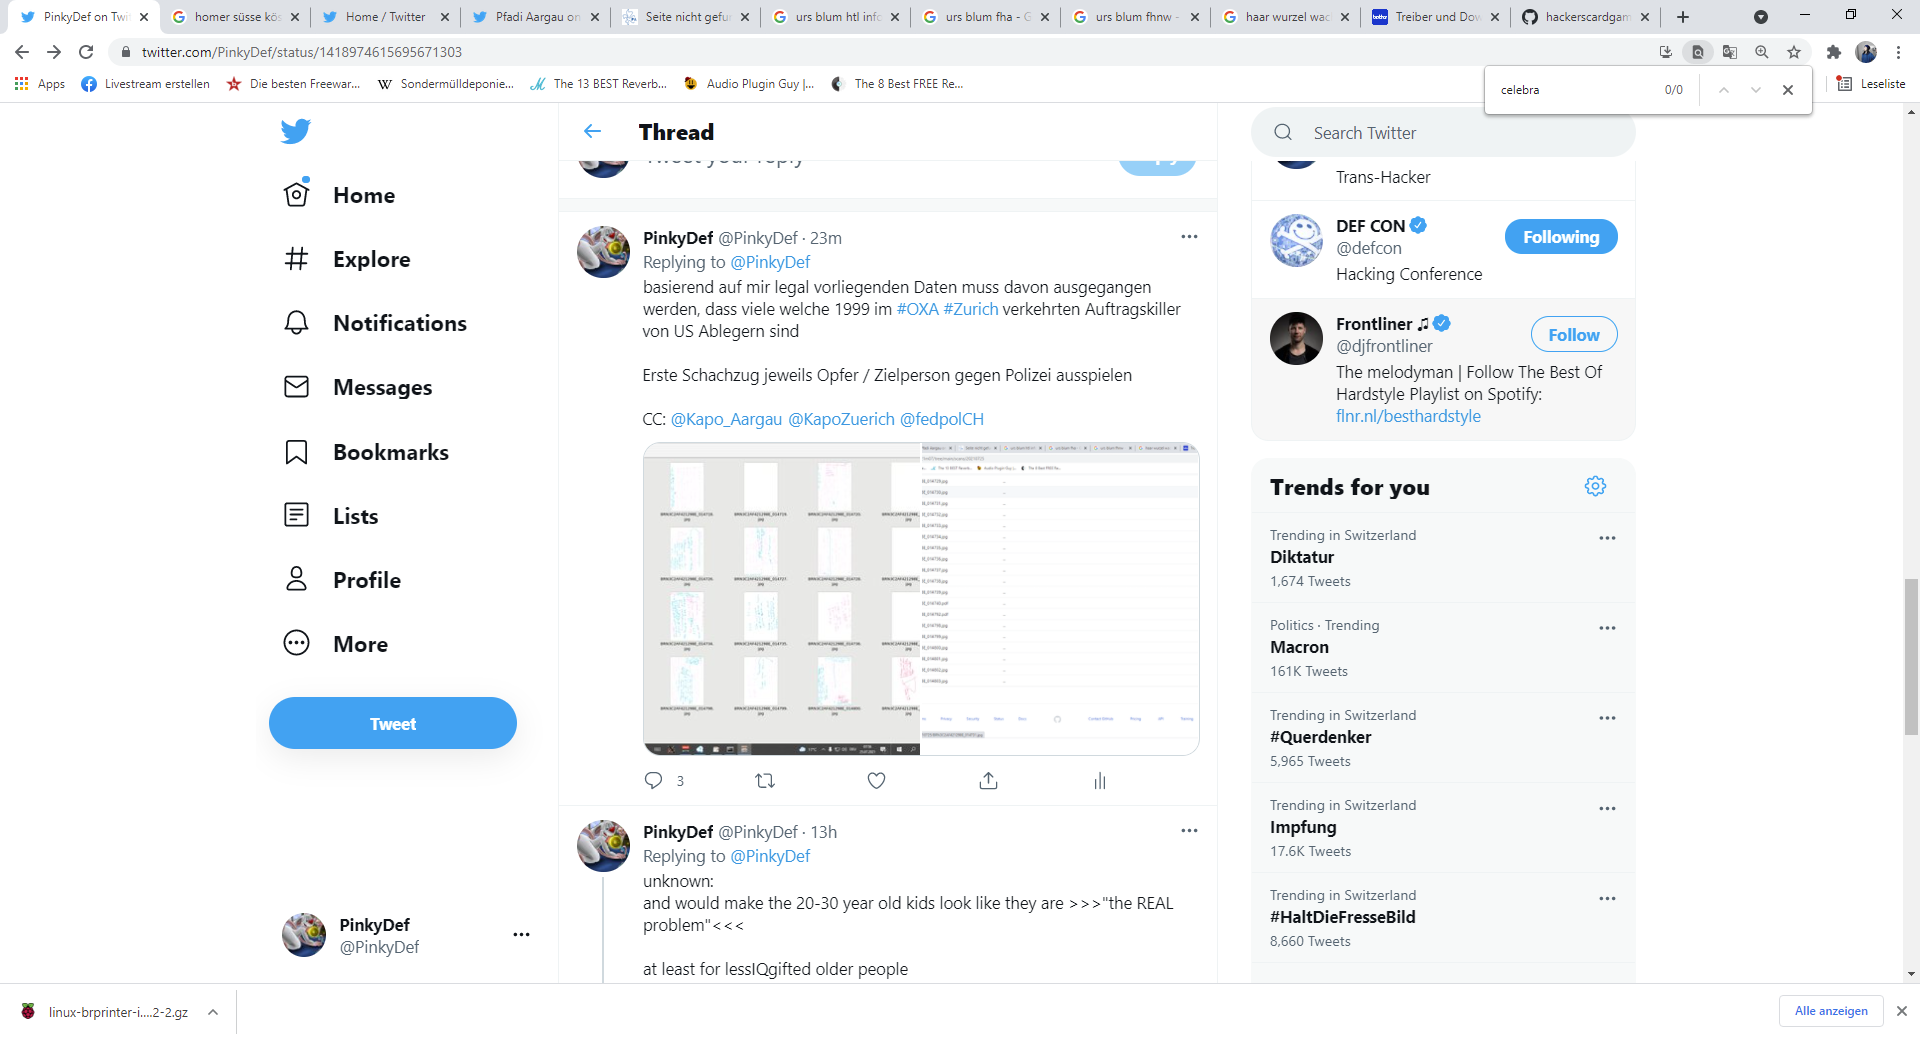 PinkyDef on Twit
homer süsse kös
Home / Twitter
Pfadi Aargau on
Seite nicht gefun
urs blum htl info
urs blum fha - G
urs blum fhnw -
haar wurzel wac
Treiber und Dow
hackerscardgam
twitter.com/PinkyDef/status/1418974615695671303
Apps
Livestream erstellen
Die besten Freewar...
Sondermülldeponie...
The 13 BEST Reverb...
Audio Plugin Guy |...
The 8 Best FREE Re...
Leseliste
celebra
0/0
Home
Explore
Notifications
Messages
Bookmarks
Lists
Profile
More
Tweet
PinkyDef
@PinkyDef
Thread
Tweet your reply
PinkyDef @PinkyDef · 23m
Replying to @PinkyDef
basierend auf mir legal vorliegenden Daten muss davon ausgegangen
werden, dass viele welche 1999 im #OXA #Zurich verkehrten Auftragskiller
von US Ablegern sind
Erste Schachzug jeweils Opfer / Zielperson gegen Polizei ausspielen
CC: @Kapo_Aargau @KapoZuerich @fedpolCH
3
PinkyDef @PinkyDef · 13h
Replying to @PinkyDef
unknown:
and would make the 20-30 year old kids look like they are >>>"the REAL
problem"<<<
at least for lessIQgifted older people
Search Twitter
Trans-Hacker
DEF CON
@defcon
Following
Hacking Conference
Frontliner ♫
@djfrontliner
Follow
The melodyman | Follow The Best Of
Hardstyle Playlist on Spotify:
flnr.nl/besthardstyle
Trends for you
Trending in Switzerland
Diktatur
1,674 Tweets
Politics · Trending
Macron
161K Tweets
Trending in Switzerland
#Querdenker
5,965 Tweets
Trending in Switzerland
Impfung
17.6K Tweets
Trending in Switzerland
#HaltDieFresseBild
8,660 Tweets
linux-brprinter-i....2-2.gz
Alle anzeigen